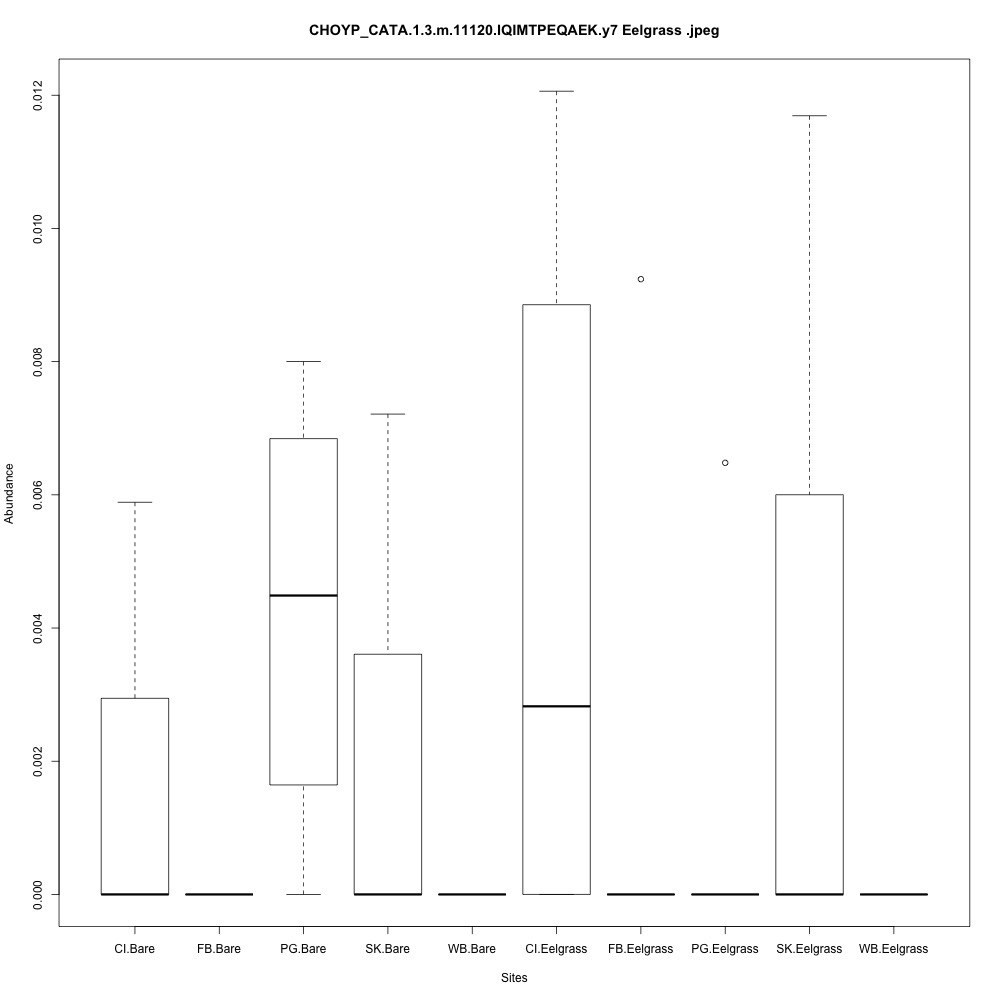 CHOYP_CATA.1.3.m.11120.IQIMTPEQAEK.y7 Eelgrass .jpeg
0.012
0.010
0.008
0.006
0.004
0.002
0.000
Abundance
CI.Bare FB.Bare PG.Bare SK.Bare WB.Bare CI.Eelgrass FB.Eelgrass PG.Eelgrass SK.Eelgrass WB.Eelgrass
Sites